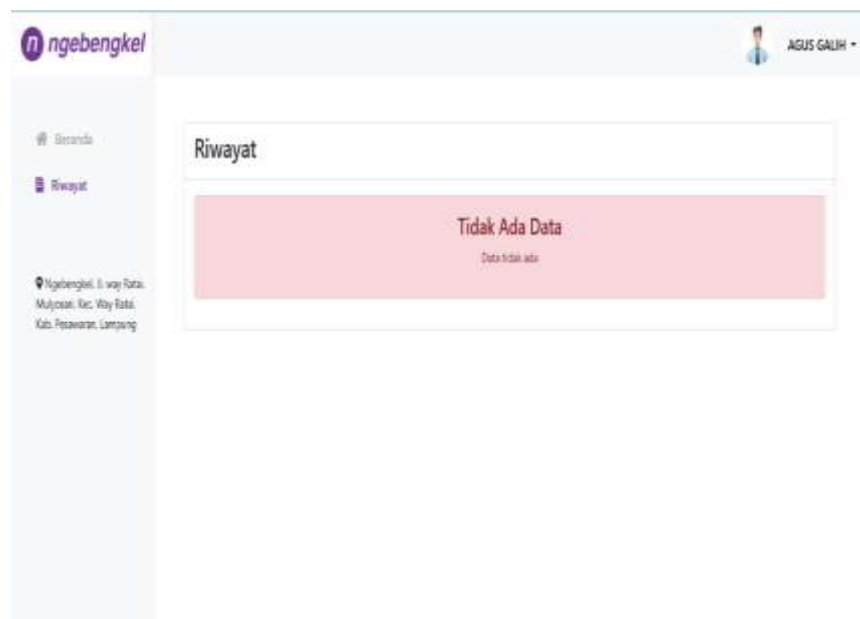 ngebengkel
AGUS GALIH
Beranda
Riwayat
Riwayat
Tidak Ada Data
Data tidak ada
Ngebengkel, Jl. way Ratai,
Mulyosari, Kec. Way Ratai,
Kab. Pesawaran, Lampung